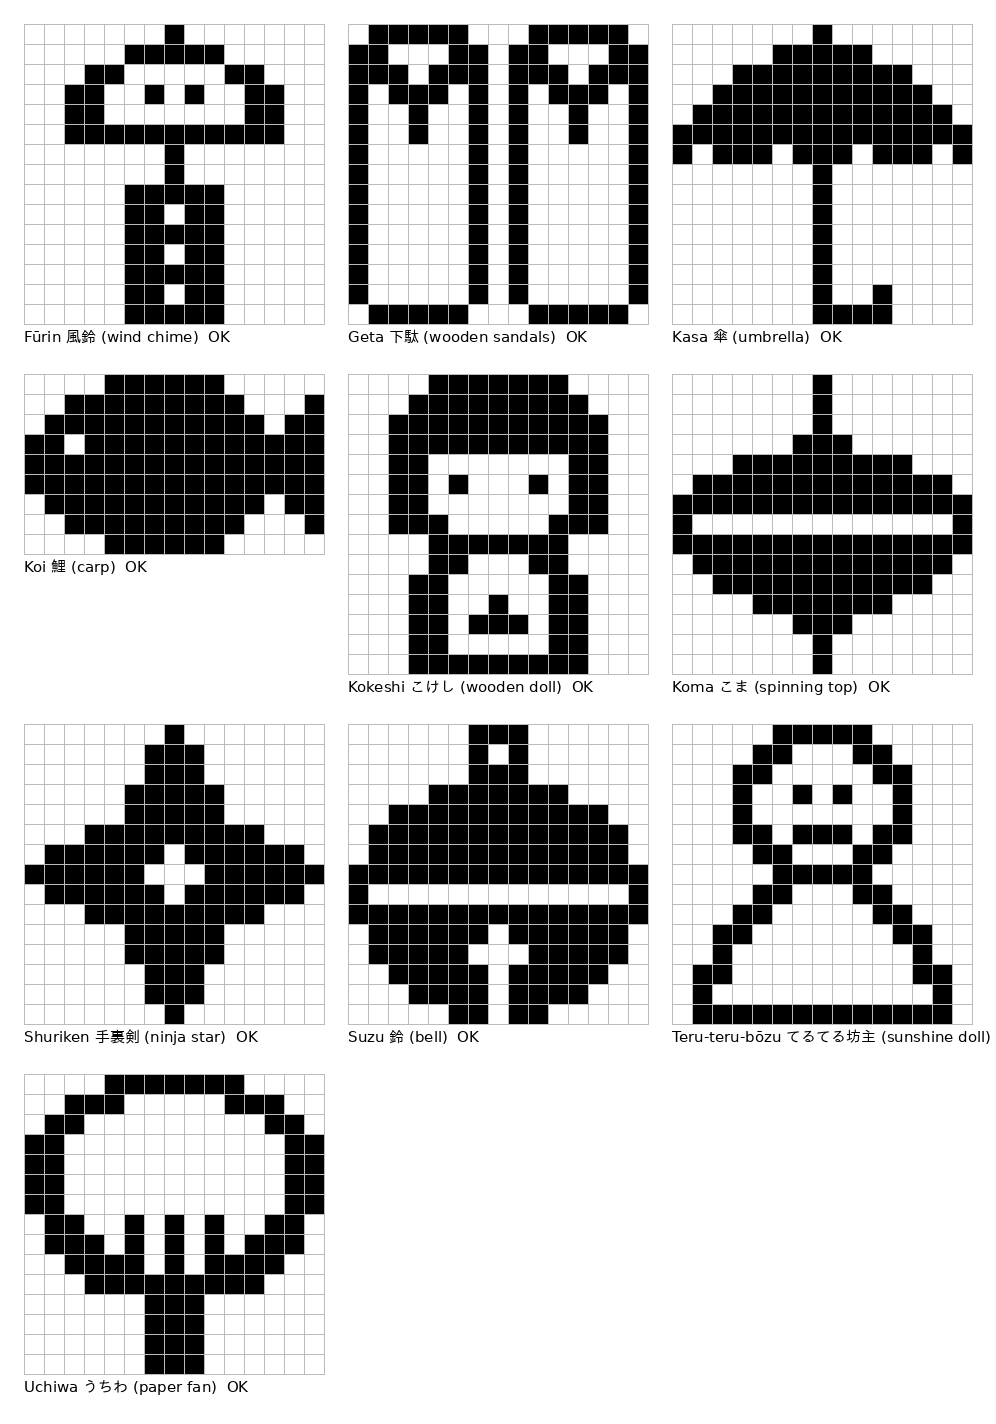 Fūrin 風鈴 (wind chime)  OK
Geta 下駄 (wooden sandals)  OK
Kasa 傘 (umbrella)  OK
Koi 鯉 (carp)  OK
Kokeshi こけし (wooden doll)  OK
Koma こま (spinning top)  OK
Shuriken 手裏剣 (ninja star)  OK
Suzu 鈴 (bell)  OK
Teru-teru-bōzu てるてる坊主 (sunshine doll)
Uchiwa うちわ (paper fan)  OK